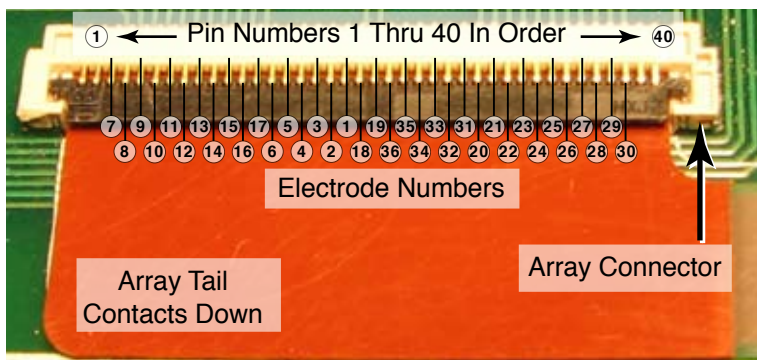 1 Pin Numbers 1 Thru 40 In Order 40
7 9 11 13 15 17 5 3 1 19 35 33 31 21 23 25 27 29
8 10 12 14 16 6 4 2 18 36 34 32 20 22 24 26 28 30
Electrode Numbers
Array Tail
Contacts Down
Array Connector